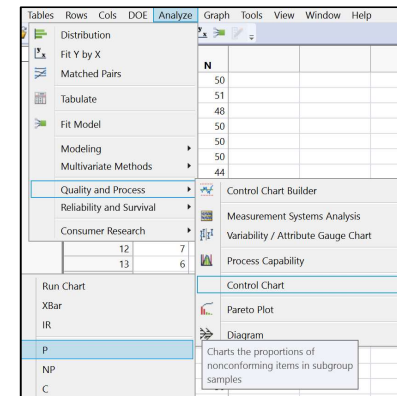 Tables Rows Cols DOE Analyze Graph Tools View Window Help
Distribution
Fit Y by X
N
Matched Pairs
50
51
Tabulate
48
50
Fit Model
50
Modeling
50
Multivariate Methods
44
Quality and Process
Control Chart Builder
Reliability and Survival
Measurement Systems Analysis
Consumer Research
Variability / Attribute Gauge Chart
12 7
Process Capability
13 6
Run Chart
Control Chart
XBar
Pareto Plot
IR
Diagram
P
Charts the proportions of
nonconforming items in subgroup
samples
NP
C